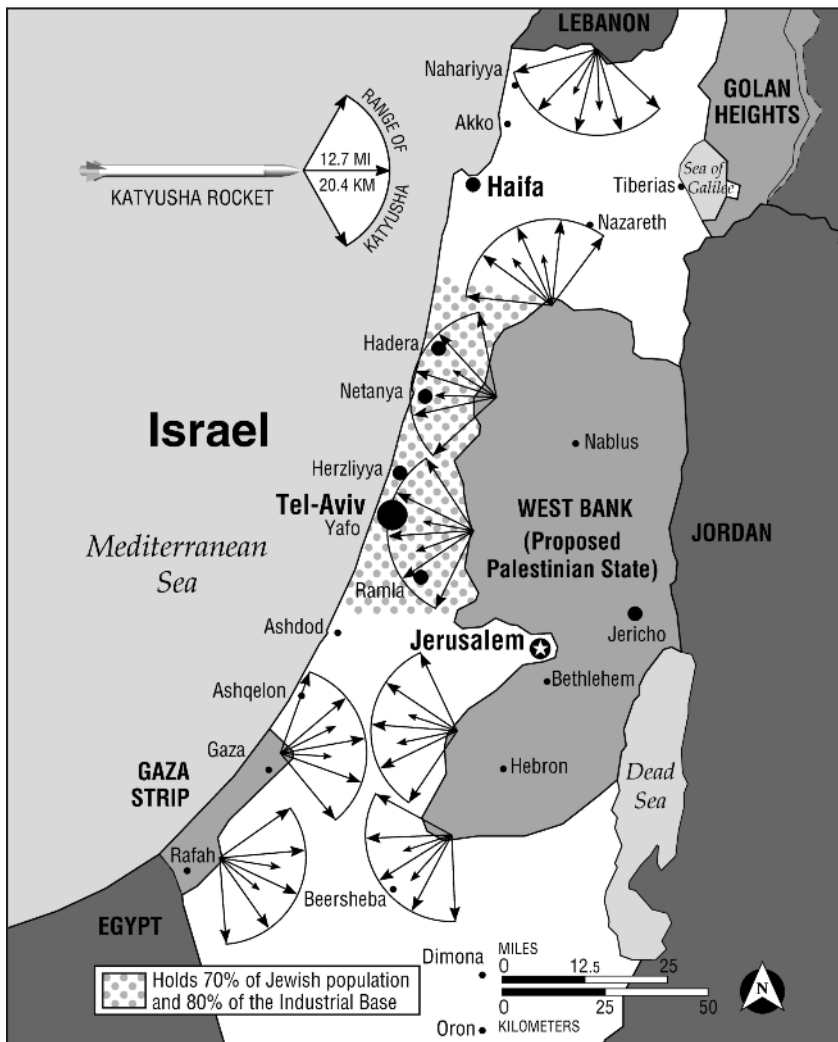 LEBANON
Nahariyya
GOLAN
HEIGHTS
Akko
RANGE OF
12.7 MI
20.4 KM
KATYUSHA
KATYUSHA ROCKET
Haifa
Tiberias
Sea of
Galilee
Nazareth
Hadera
Netanya
Israel
Nablus
Herzliyya
Tel-Aviv
Yafo
WEST BANK
(Proposed
Palestinian State)
JORDAN
Mediterranean
Sea
Ramla
Ashdod
Jerusalem
Jericho
Bethlehem
Ashqelon
Gaza
GAZA
STRIP
Hebron
Dead
Sea
Rafah
Beersheba
EGYPT
Dimona
MILES
0 12.5 25
0 25 50
KILOMETERS
N
Holds 70% of Jewish population
and 80% of the Industrial Base
Oron